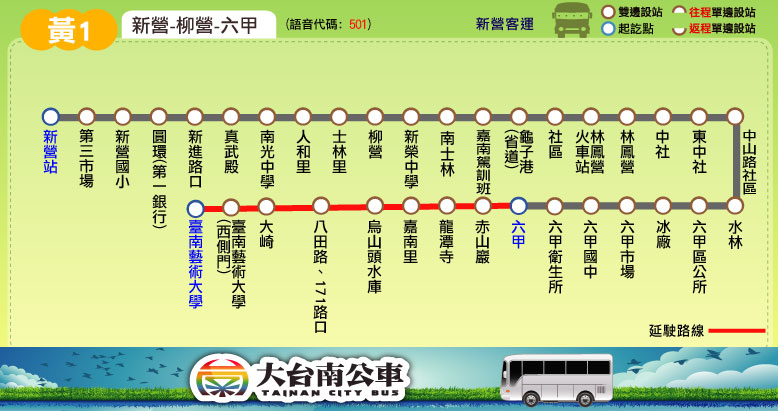 黃1
新營-柳營-六甲
(語音代碼: 501)
新營客運
雙邊設站
往程單邊設站
起訖點
返程單邊設站
新營站
第三市場
新營國小
圓環(第一銀行)
新進路口
真武殿
南光中學
人和里
士林里
柳營
新榮中學
南士林
嘉南駕訓班
龜子港
(省道)
社區
林鳳營
火車站
林鳳營
中社
東中社
中山路社區
臺南藝術大學
臺南藝術大學
(西側門)
大崎
八田路、171路口
烏山頭水庫
嘉南里
龍潭寺
赤山巖
六甲
六甲衛生所
六甲國中
六甲市場
冰廠
六甲區公所
水林
延駛路線
大台南公車
TAINAN CITY BUS